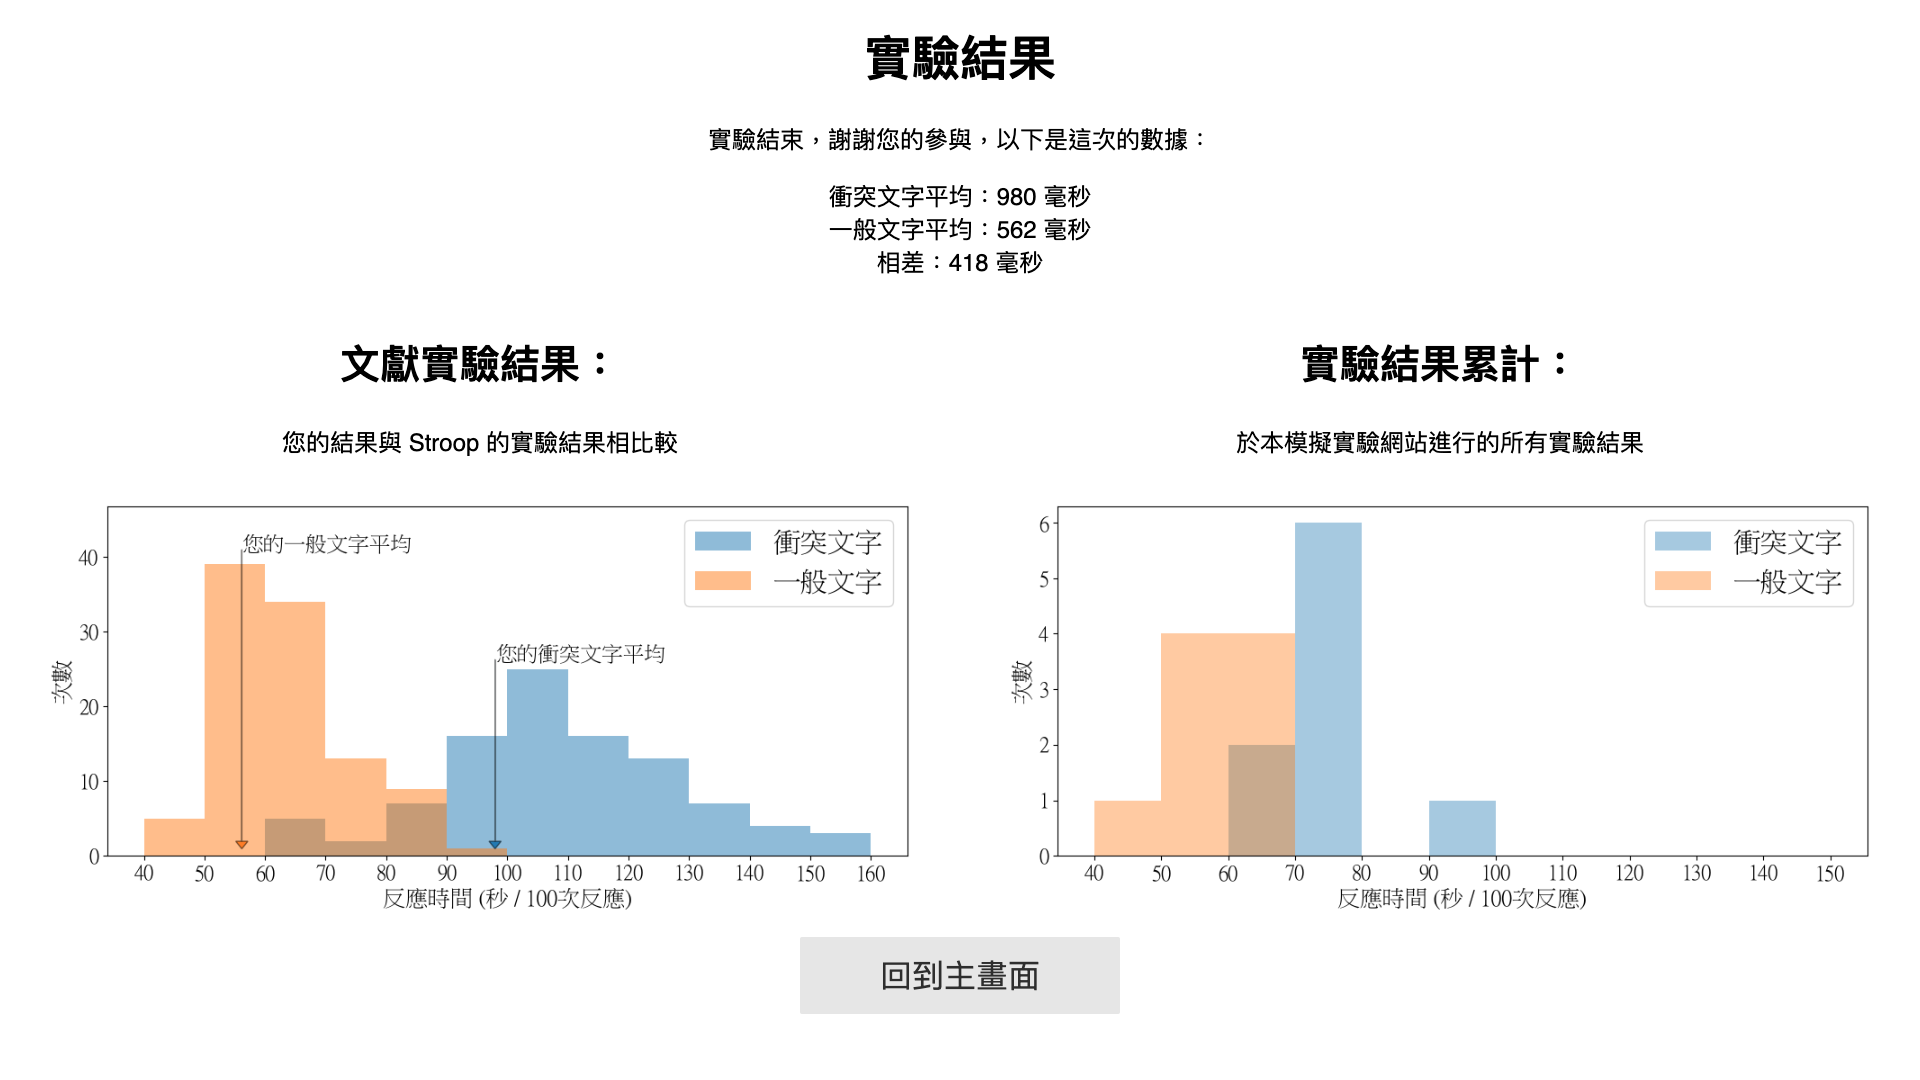 實驗結果
實驗結束，謝謝您的參與，以下是這次的數據：
衝突文字平均：980 毫秒
一般文字平均：562 毫秒
相差：418 毫秒
文獻實驗結果：
您的結果與 Stroop 的實驗結果相比較
您的一般文字平均
您的衝突文字平均
衝突文字
一般文字
次數
40
30
20
10
0
40 50 60 70 80 90 100 110 120 130 140 150 160
反應時間 (秒 / 100次反應)
實驗結果累計：
於本模擬實驗網站進行的所有實驗結果
衝突文字
一般文字
次數
6
5
4
3
2
1
0
40 50 60 70 80 90 100 110 120 130 140 150
反應時間 (秒 / 100次反應)
回到主畫面